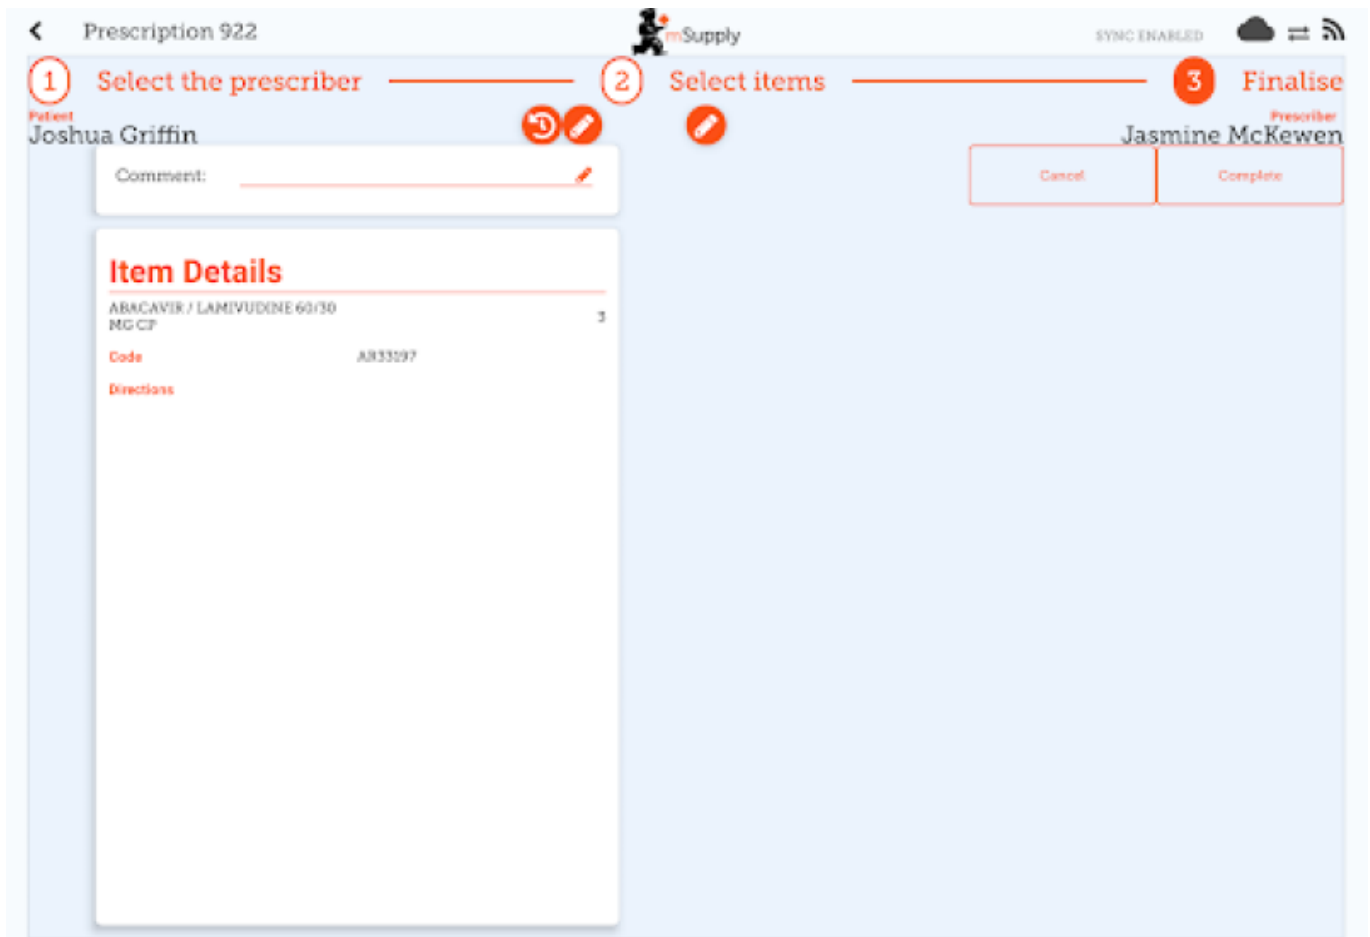 Prescription 922
mSupply
SYNC ENABLED
1 Select the prescriber
2 Select items
3 Finalise
Patient
Joshua Griffin
Prescriber
Jasmine McKewen
Comment:
Cancel
Complete
Item Details
ABACAVIR / LAMIVUDINE 60/30
MG CP
3
Code
AR33197
Directions